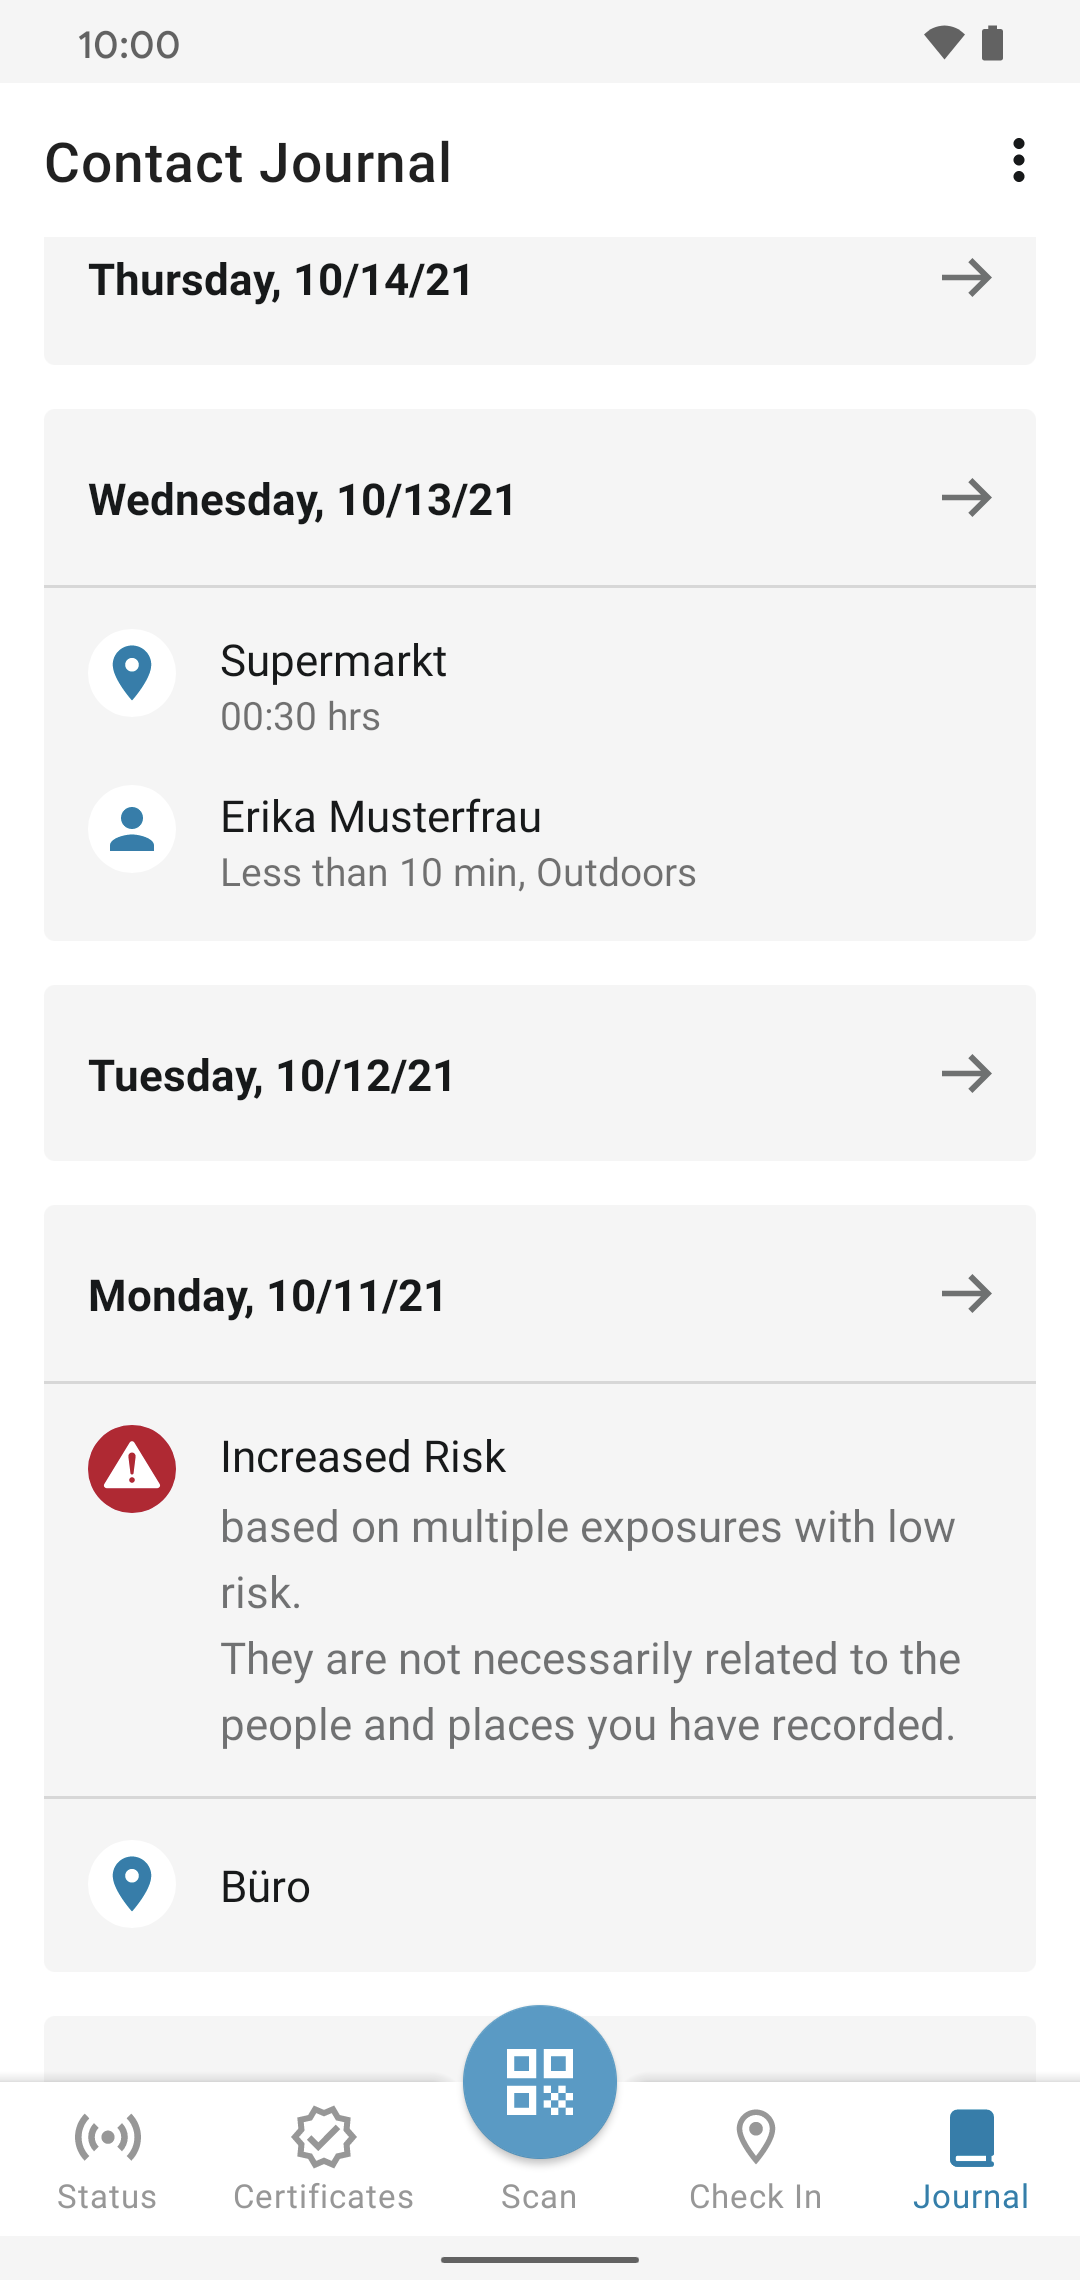 10:00
Contact Journal
Thursday, 10/14/21
Wednesday, 10/13/21
Supermarkt
00:30 hrs
Erika Musterfrau
Less than 10 min, Outdoors
Tuesday, 10/12/21
Monday, 10/11/21
Increased Risk
based on multiple exposures with low
risk.
They are not necessarily related to the
people and places you have recorded.
Büro
Status
Certificates
Scan
Check In
Journal